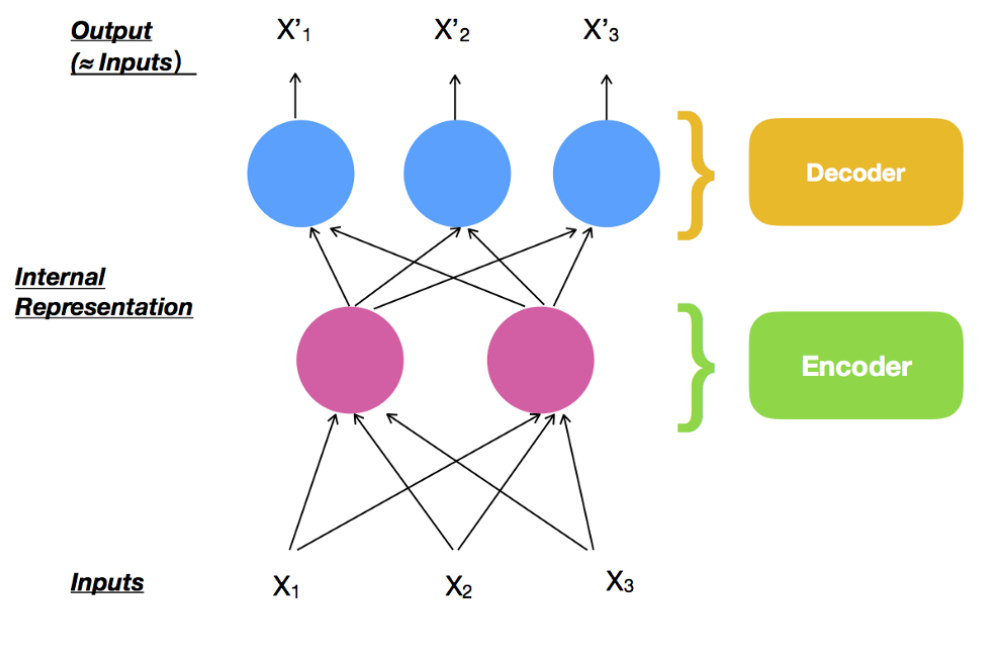 Output
(≈ Inputs)
X’₁
X’₂
X’₃
Decoder
Internal
Representation
Encoder
Inputs
X₁
X₂
X₃